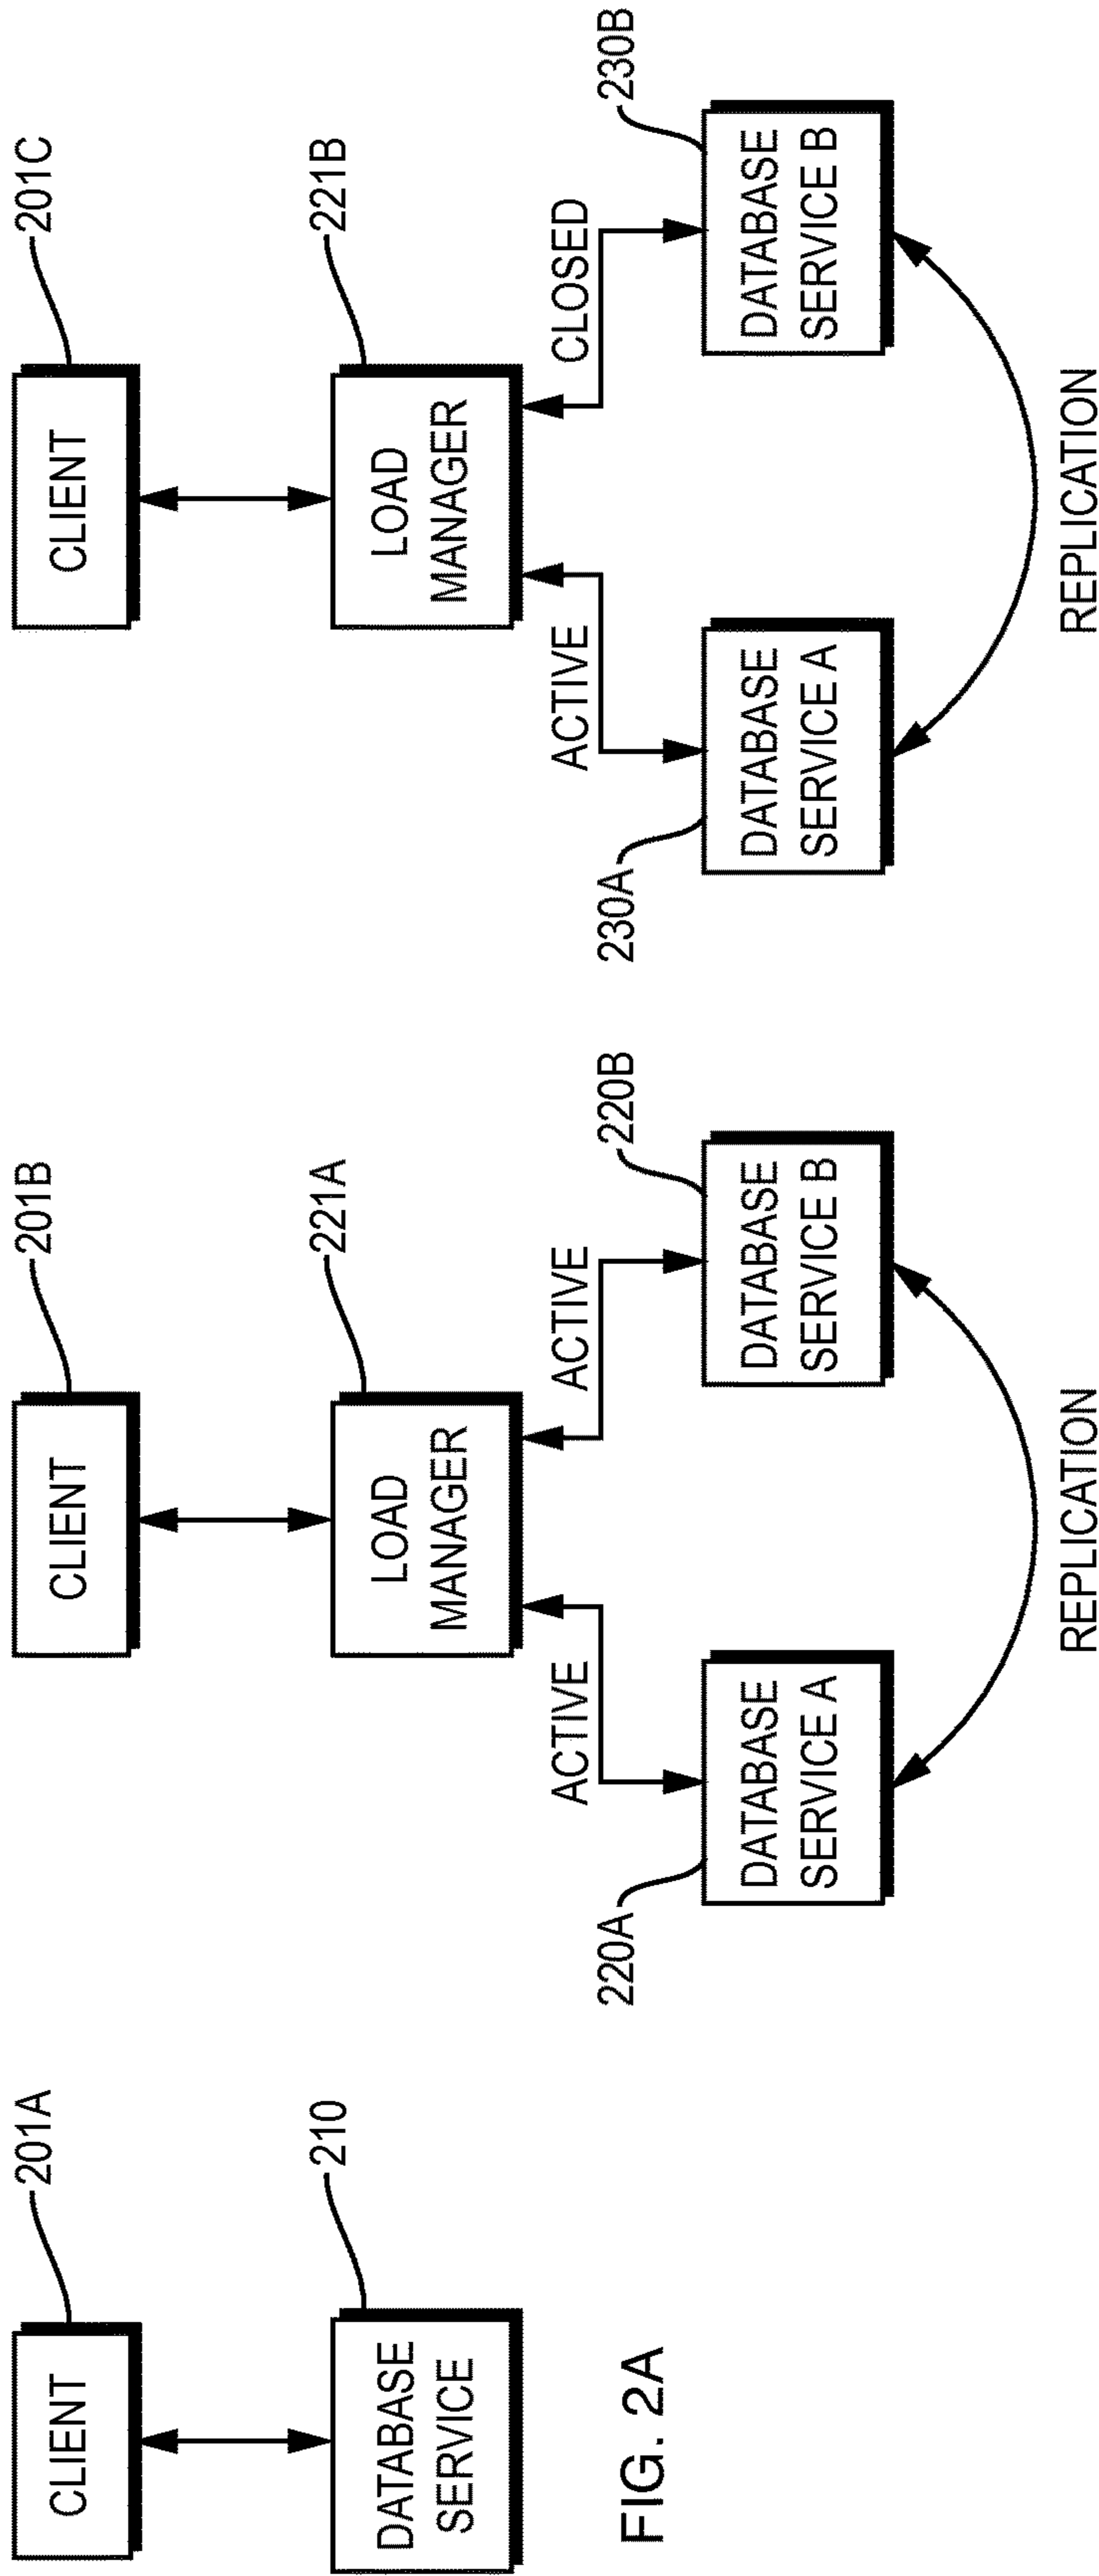 201A
CLIENT
210
DATABASE
SERVICE
FIG. 2A
201B
CLIENT
221A
LOAD
MANAGER
ACTIVE
ACTIVE
220A
220B
DATABASE
SERVICE A
DATABASE
SERVICE B
REPLICATION
201C
CLIENT
221B
LOAD
MANAGER
ACTIVE
CLOSED
230A
230B
DATABASE
SERVICE A
DATABASE
SERVICE B
REPLICATION